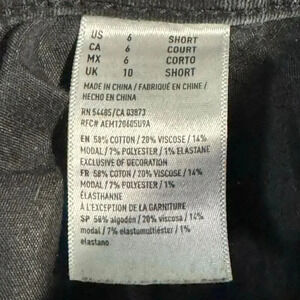 US 6 SHORT
CA 6 COURT
MX 6 CORTO
UK 10 SHORT
MADE IN CHINA / FABRIQUÉ EN CHINE /
HECHO EN CHINA
RN 54485/CA 03873
RFC# AEM120605U9A
EN 58% COTTON / 20% VISCOSE / 14%
MODAL / 7% POLYESTER / 1% ELASTANE
EXCLUSIVE OF DECORATION
FR 58% COTON / 20% VISCOSE / 14%
MODAL / 7% POLYESTER / 1%
ÉLASTHANNE
À L'EXCEPTION DE LA GARNITURE
SP 58% algodón / 20% viscosa / 14%
modal / 7% elastomultiéster / 1%
elastano